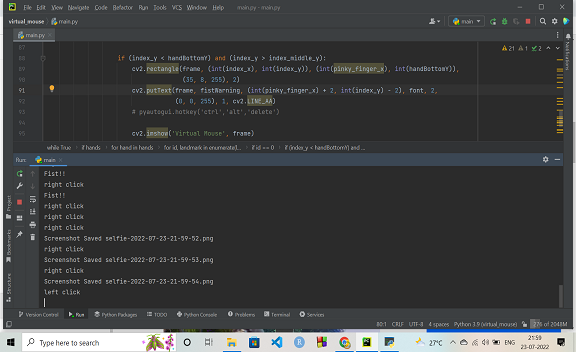 File Edit View Navigate Code Refactor Run Tools VCS Window Help main.py - main.py
virtual_mouse main.py
main
main.py
21 1 2
87
88 if (index_y < handBottomY) and (index_y > index_middle_y):
89 cv2.rectangle(frame, (int(index_x), int(index_y)), (int(pinky_finger_x), int(handBottomY)),
90 (35, 8, 255), 2)
91 cv2.putText(frame, fistWarning, (int(pinky_finger_x) + 2, int(index_y) - 2), font, 2,
92 (0, 0, 255), 1, cv2.LINE_AA)
93 # pyautogui.hotkey('ctrl','alt','delete')
94
95 cv2.imshow('Virtual Mouse', frame)
while True if hands for hand in hands for id, landmark in enumerate(... if id == 0 if (index_y < handBottomY) and ...
Run: main
Fist!!
right click
Fist!!
right click
right click
right click
Screenshot Saved selfie-2022-07-23-21-59-52.png
right click
Screenshot Saved selfie-2022-07-23-21-59-53.png
right click
Screenshot Saved selfie-2022-07-23-21-59-54.png
left click
Project
Bookmarks
Structure
Notifications
Version Control Run Python Packages TODO Python Console Problems Terminal Services
80:1 CRLF UTF-8 4 spaces Python 3.9 (virtual_mouse) of 2048M
Type here to search
27°C
ENG
21:59
23-07-2022